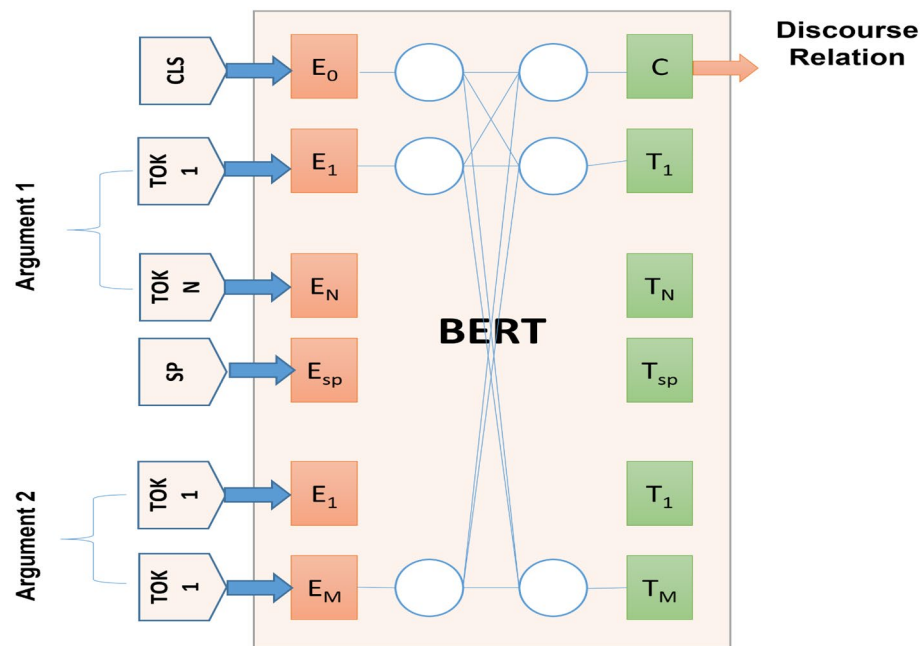 Discourse
Relation
CLS
E0
C
Argument 1
TOK
1
E1
T1
TOK
N
EN
TN
BERT
SP
Esp
Tsp
Argument 2
TOK
1
E1
T1
TOK
1
EM
TM